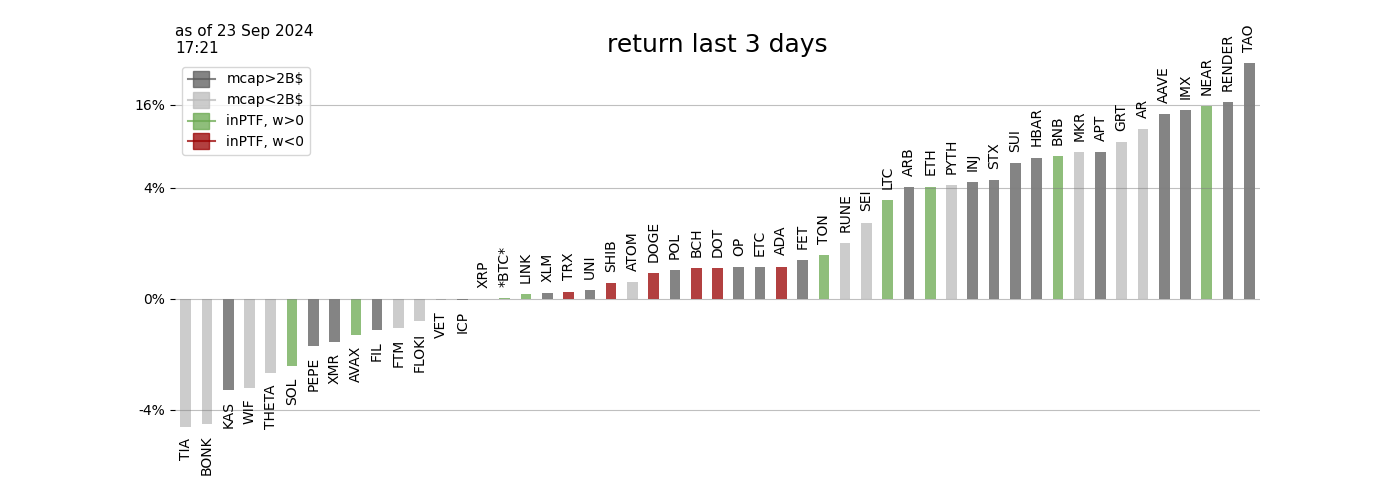 as of 23 Sep 2024
17:21
return last 3 days
mcap>2B$
mcap<2B$
inPTF, w>0
inPTF, w<0
16%
4%
0%
-4%
TIA
BONK
KAS
WIF
THETA
SOL
PEPE
XMR
AVAX
FIL
FTM
FLOKI
VET
ICP
XRP
*BTC*
LINK
XLM
TRX
UNI
SHIB
ATOM
DOGE
POL
BCH
DOT
OP
ETC
ADA
FET
TON
RUNE
SEI
LTC
ARB
ETH
PYTH
INJ
STX
SUI
HBAR
BNB
MKR
APT
GRT
AR
AAVE
IMX
NEAR
RENDER
TAO